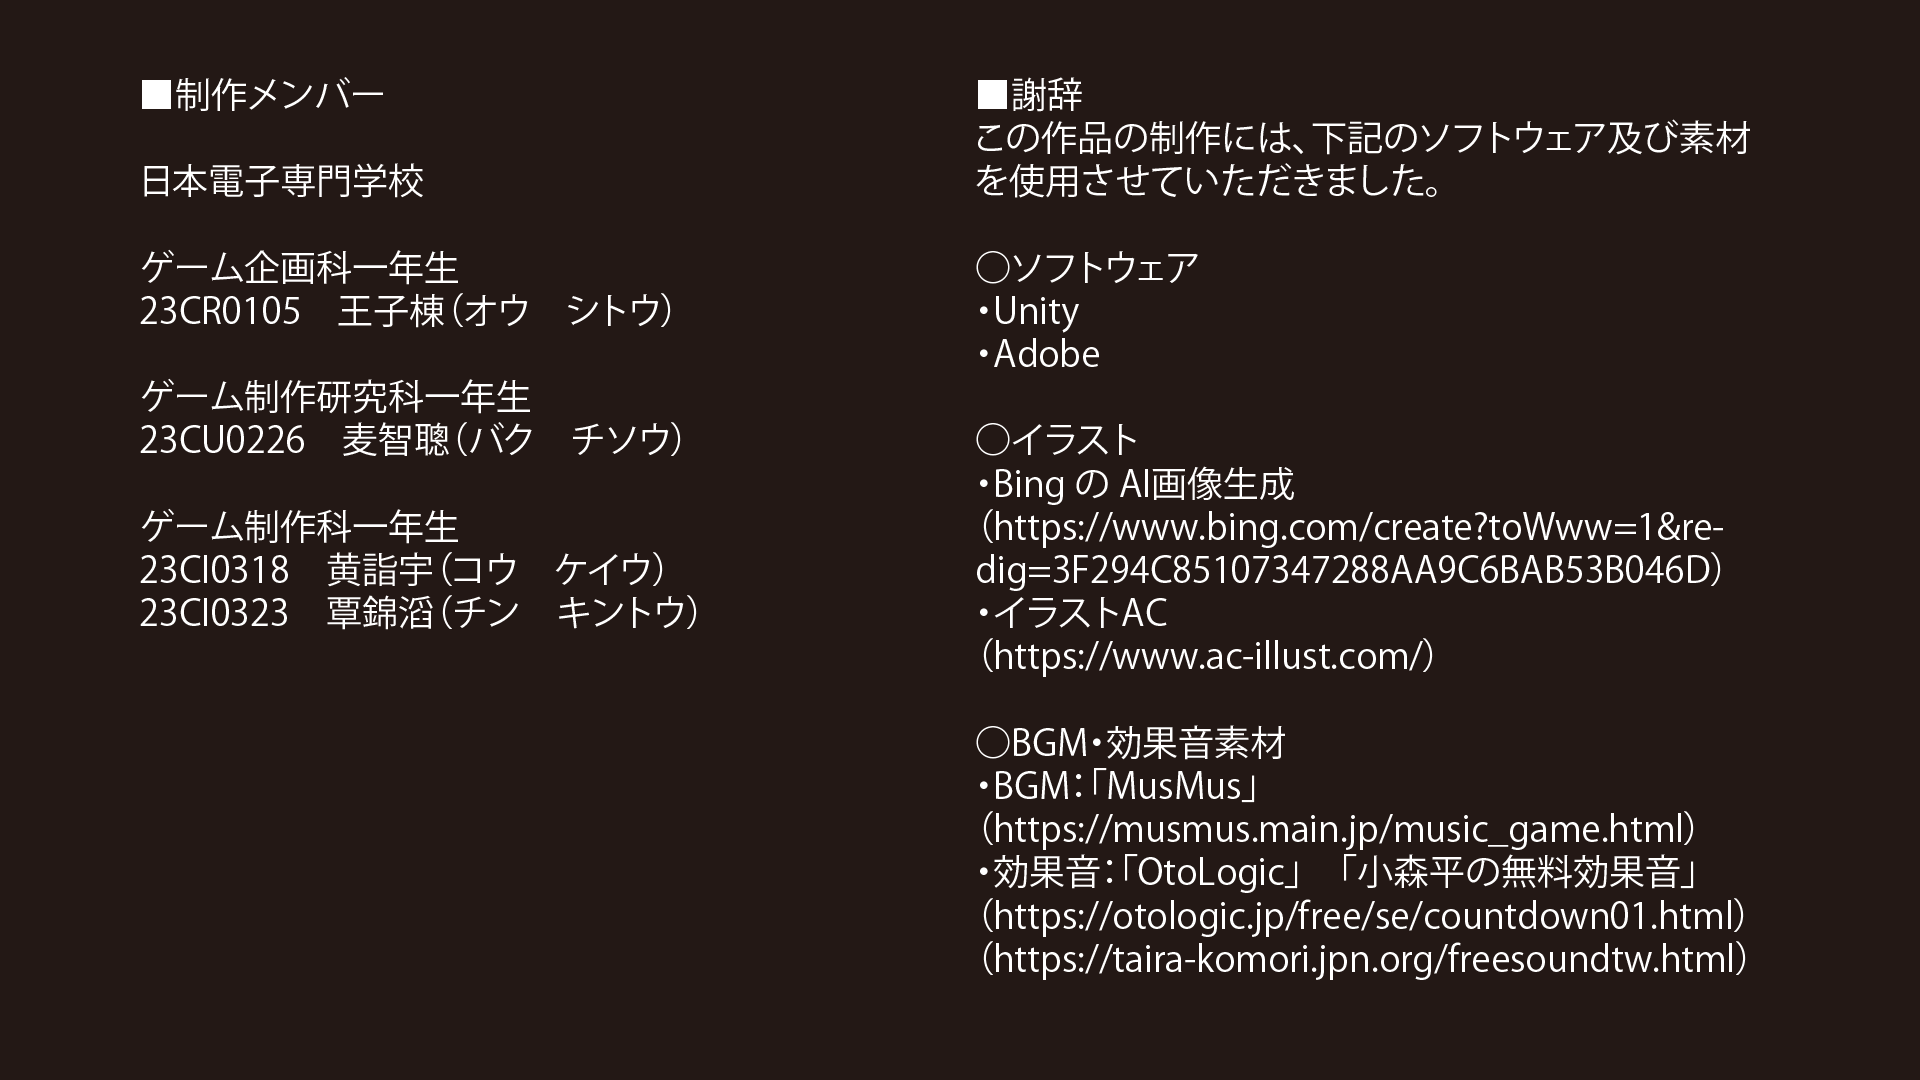 ■制作メンバー
日本電子専門学校
ゲーム企画科一年生
23CR0105　王子棟（オウ　シトウ）
ゲーム制作研究科一年生
23CU0226　麦智聰（バク　チソウ）
ゲーム制作科一年生
23CI0318　黄詣宇（コウ　ケイウ）
23CI0323　覃錦滔（チン　キントウ）
■謝辞
この作品の制作には、下記のソフトウェア及び素材
を使用させていただきました。
○ソフトウェア
・Unity
・Adobe
○イラスト
・Bing の AI画像生成
（https://www.bing.com/create?toWww=1&re-
dig=3F294C85107347288AA9C6BAB53B046D）
・イラストAC
（https://www.ac-illust.com/）
○BGM・効果音素材
・BGM：「MusMus」
（https://musmus.main.jp/music_game.html）
・効果音：「OtoLogic」　「小森平の無料効果音」
（https://otologic.jp/free/se/countdown01.html）
（https://taira-komori.jpn.org/freesoundtw.html）